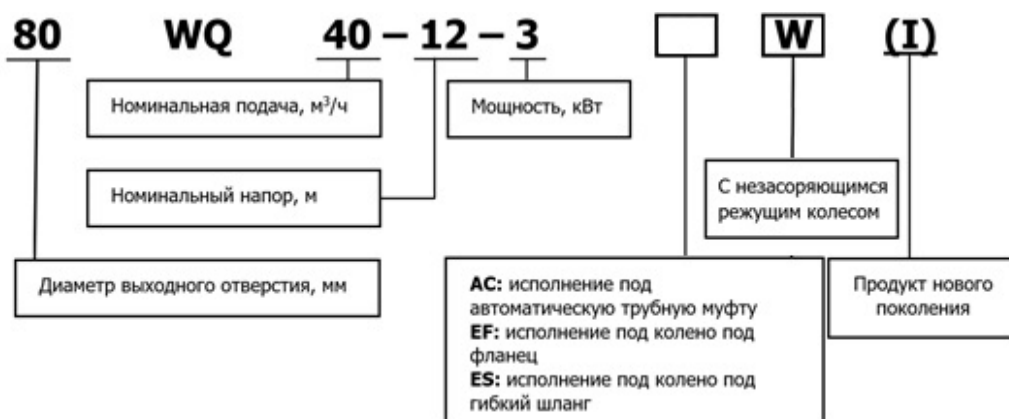 80 WQ 40 – 12 – 3 W (I)
Номинальная подача, м³/ч
Мощность, кВт
Номинальный напор, м
С незасоряющимся
режущим колесом
Диаметр выходного отверстия, мм
AC: исполнение под
автоматическую трубную муфту
EF: исполнение под колено под
фланец
ES: исполнение под колено под
гибкий шланг
Продукт нового
поколения